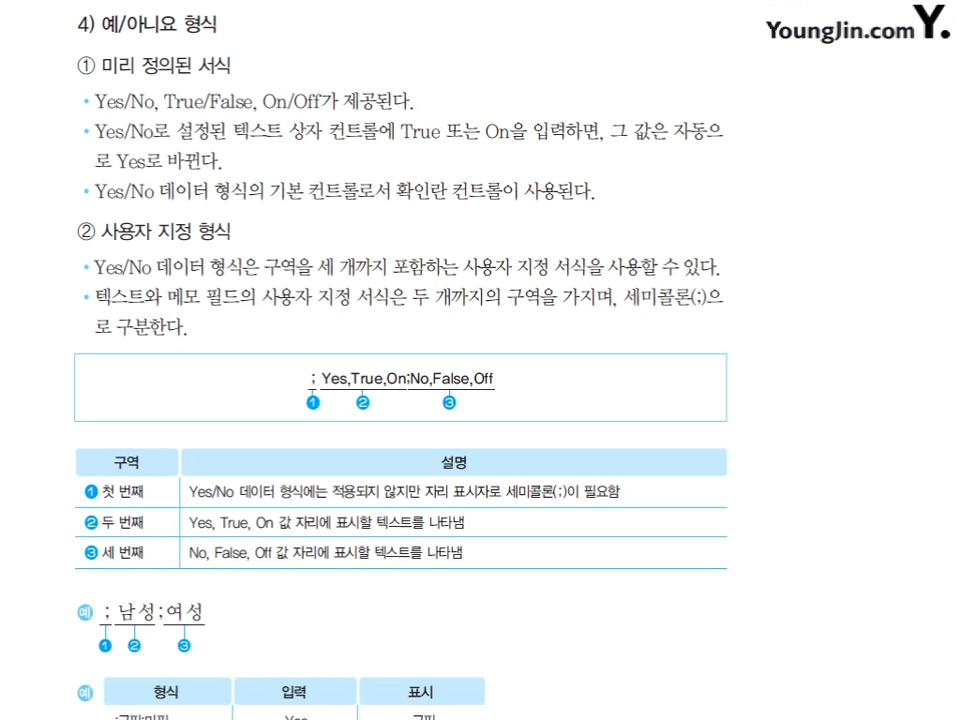 4) 예/아니요 형식
YoungJin.com Y.
① 미리 정의된 서식
• Yes/No, True/False, On/Off가 제공된다.
• Yes/No로 설정된 텍스트 상자 컨트롤에 True 또는 On을 입력하면, 그 값은 자동으
로 Yes로 바뀐다.
• Yes/No 데이터 형식의 기본 컨트롤로서 확인란 컨트롤이 사용된다.
② 사용자 지정 형식
• Yes/No 데이터 형식은 구역을 세 개까지 포함하는 사용자 지정 서식을 사용할 수 있다.
• 텍스트와 메모 필드의 사용자 지정 서식은 두 개까지의 구역을 가지며, 세미콜론(;)으
로 구분한다.
; Yes,True,On;No,False,Off
❶ ❷ ❸
구역 설명
❶ 첫 번째 Yes/No 데이터 형식에는 적용되지 않지만 자리 표시자로 세미콜론(;)이 필요함
❷ 두 번째 Yes, True, On 값 자리에 표시할 텍스트를 나타냄
❸ 세 번째 No, False, Off 값 자리에 표시할 텍스트를 나타냄
예 ; 남성;여성
❶ ❷ ❸
예 형식 입력 표시
Yes